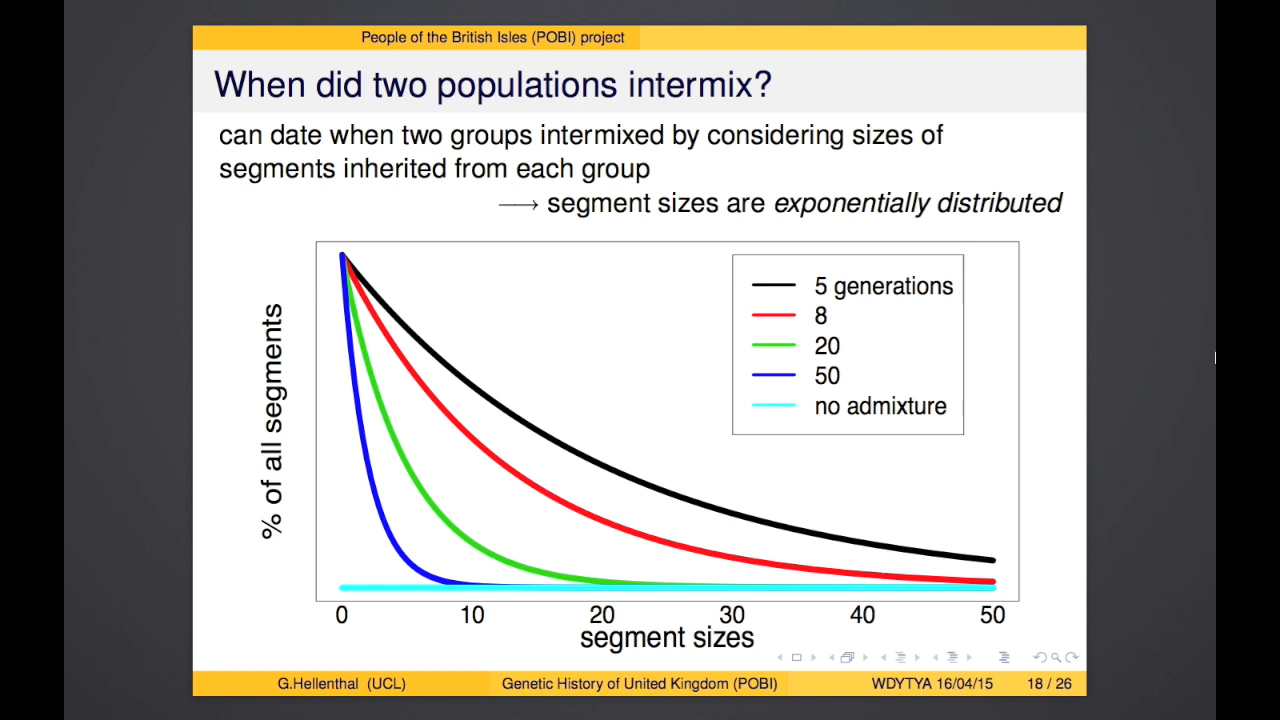 People of the British Isles (POBI) project
When did two populations intermix?
can date when two groups intermixed by considering sizes of
segments inherited from each group
⟶ segment sizes are exponentially distributed
% of all segments
5 generations
8
20
50
no admixture
0 10 20 30 40 50
segment sizes
G.Hellenthal (UCL) Genetic History of United Kingdom (POBI) WDYTYA 16/04/15 18 / 26